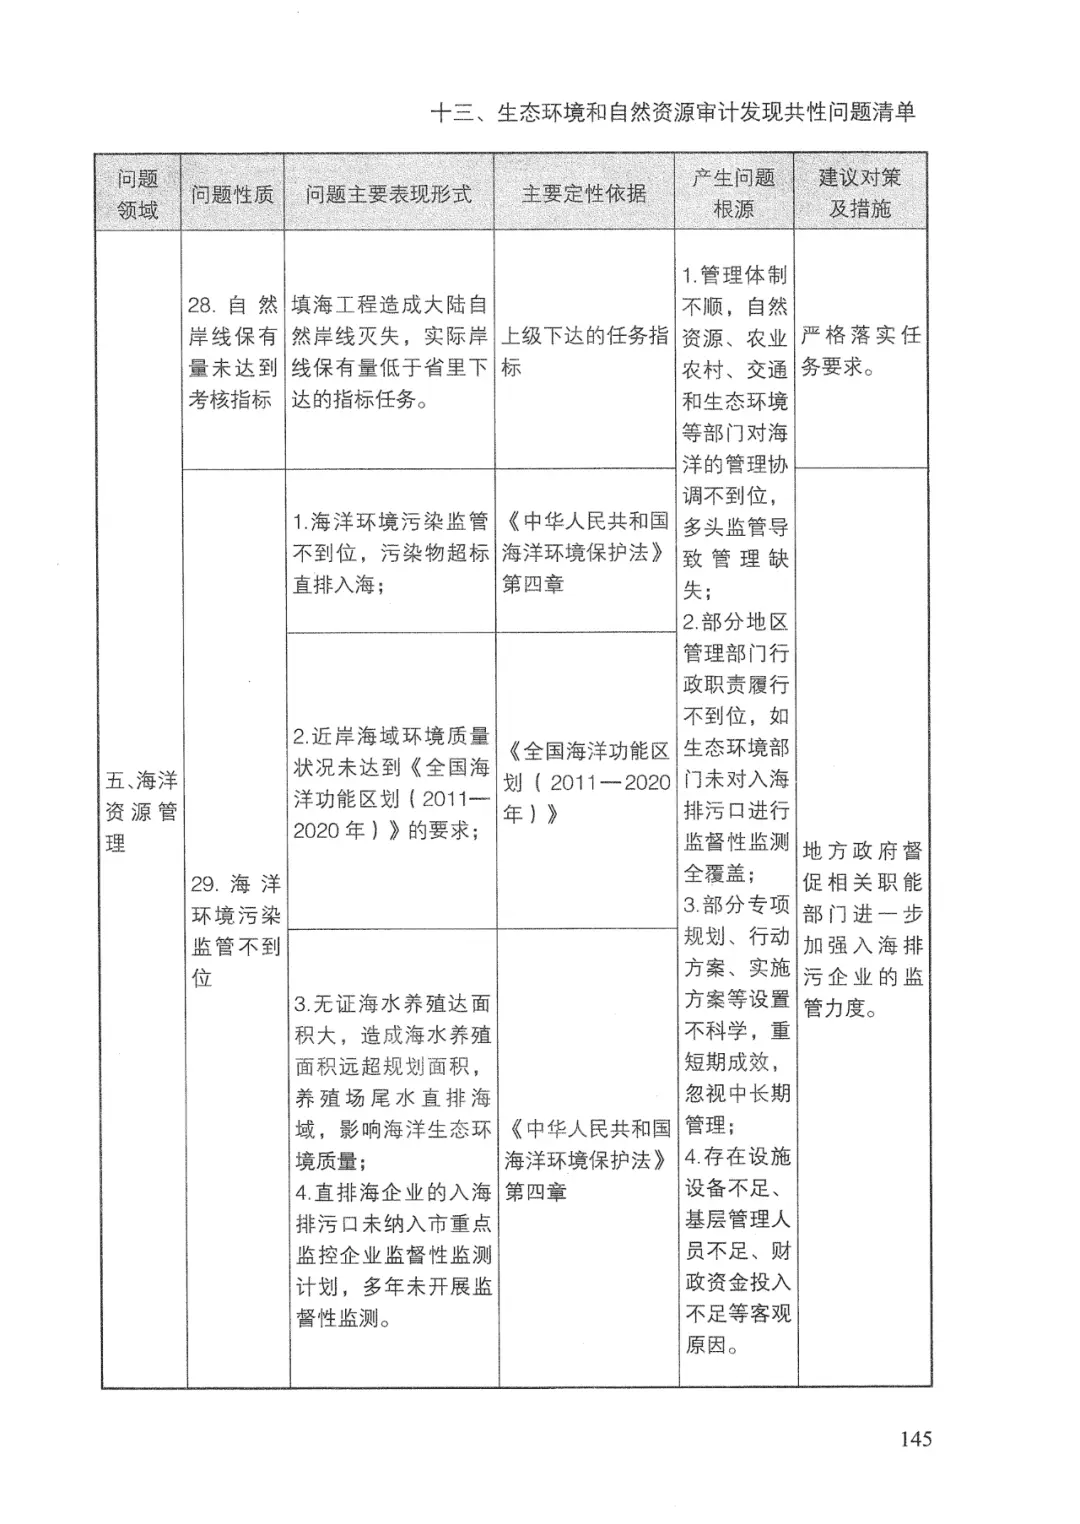 十三、生态环境和自然资源审计发现共性问题清单
问题
领域
问题性质
问题主要表现形式
主要定性依据
产生问题
根源
建议对策
及措施
五、海洋
资源管
理
28. 自然
岸线保有
量未达到
考核指标
填海工程造成大陆自
然岸线灭失，实际岸
线保有量低于省里下
达的指标任务。
上级下达的任务指
标
1.管理体制
不顺，自然
资源、农业
农村、交通
和生态环境
等部门对海
洋的管理协
调不到位，
多头监管导
致管理缺
失；
2.部分地区
管理部门行
政职责履行
不到位，如
生态环境部
门未对入海
排污口进行
监督性监测
全覆盖；
3.部分专项
规划、行动
方案、实施
方案等设置
不科学，重
短期成效，
忽视中长期
管理；
4.存在设施
设备不足、
基层管理人
员不足、财
政资金投入
不足等客观
原因。
严格落实任
务要求。
29. 海洋
环境污染
监管不到
位
1.海洋环境污染监管
不到位，污染物超标
直排入海；
《中华人民共和国
海洋环境保护法》
第四章
2.近岸海域环境质量
状况未达到《全国海
洋功能区划（2011—
2020年）》的要求；
《全国海洋功能区
划（2011—2020
年）》
3.无证海水养殖达面
积大，造成海水养殖
面积远超规划面积，
养殖场尾水直排海
域，影响海洋生态环
境质量；
4.直排海企业的入海
排污口未纳入市重点
监控企业监督性监测
计划，多年未开展监
督性监测。
《中华人民共和国
海洋环境保护法》
第四章
地方政府督
促相关职能
部门进一步
加强入海排
污企业的监
管力度。
145